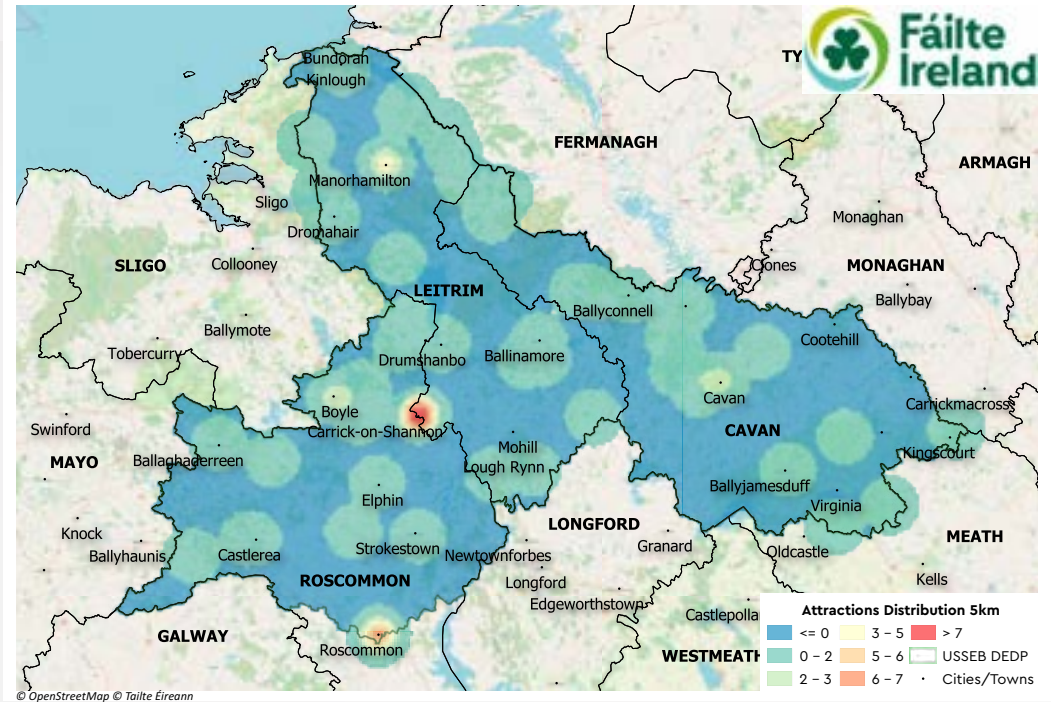 Fáilte
Ireland
TY
Bundoran
Kinlough
FERMANAGH
ARMAGH
Manorhamilton
Sligo
Monaghan
Dromahair
SLIGO
Collooney
Clones
MONAGHAN
LEITRIM
Ballybay
Ballyconnell
Ballymote
Cootehill
Tobercurry
Drumshanbo
Ballinamore
Cavan
Boyle
Carrickmacross
Swinford
Carrick-on-Shannon
CAVAN
Mohill
Kingscourt
MAYO
Ballaghaderreen
Lough Rynn
Ballyjamesduff
Elphin
Virginia
Knock
LONGFORD
MEATH
Ballyhaunis
Castlerea
Strokestown
Newtownforbes
Granard
Oldcastle
ROSCOMMON
Longford
Kells
Edgeworthstown
Castlepolla
GALWAY
Roscommon
WESTMEATH
Attractions Distribution 5km
<= 0
3 – 5
> 7
0 – 2
5 – 6
USSEB DEDP
2 – 3
6 – 7
Cities/Towns
© OpenStreetMap © Tailte Éireann